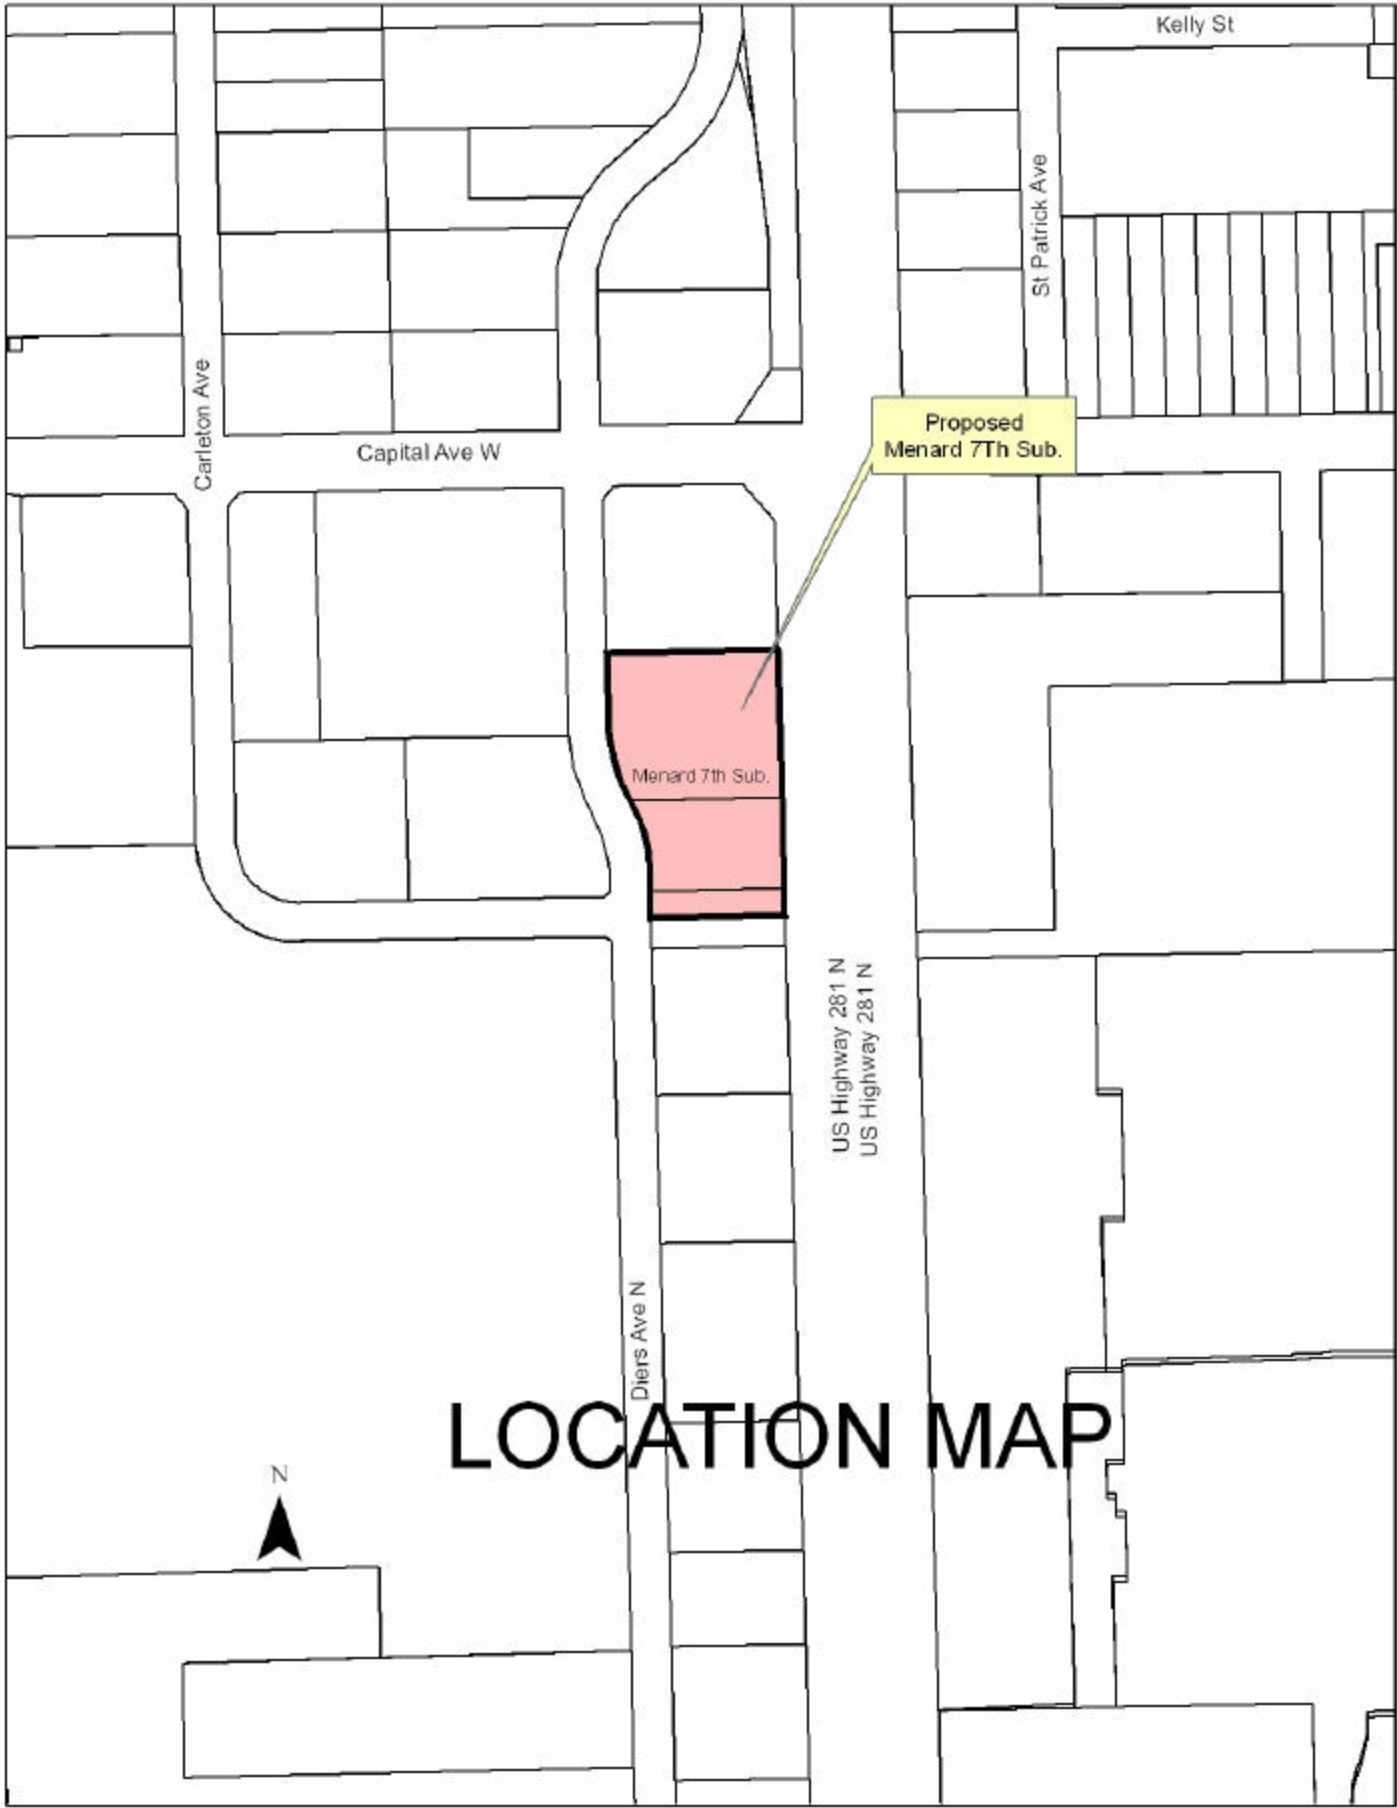 Kelly St
St Patrick Ave
Carleton Ave
Capital Ave W
Proposed
Menard 7Th Sub.
Menard 7th Sub.
US Highway 281 N
US Highway 281 N
Diers Ave N
LOCATION MAP
N